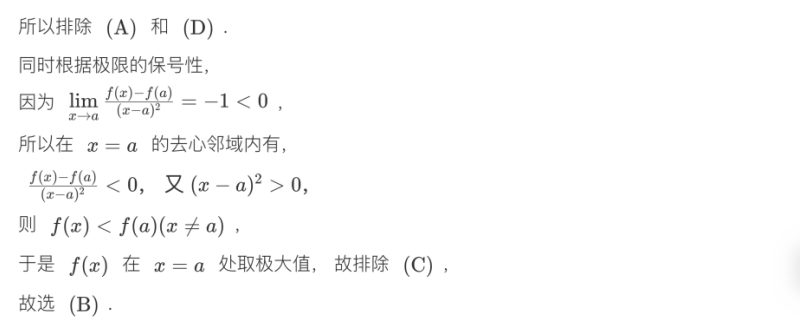 所以排除 (A) 和 (D) .
同时根据极限的保号性，
因为 lim_{x→a} \frac{f(x)−f(a)}{(x−a)^2} = −1 < 0 ，
所以在 x = a 的去心邻域内有，
\frac{f(x)−f(a)}{(x−a)^2} < 0， 又 (x − a)^2 > 0，
则 f(x) < f(a)(x ≠ a) ，
于是 f(x) 在 x = a 处取极大值， 故排除 (C) ，
故选 (B) .